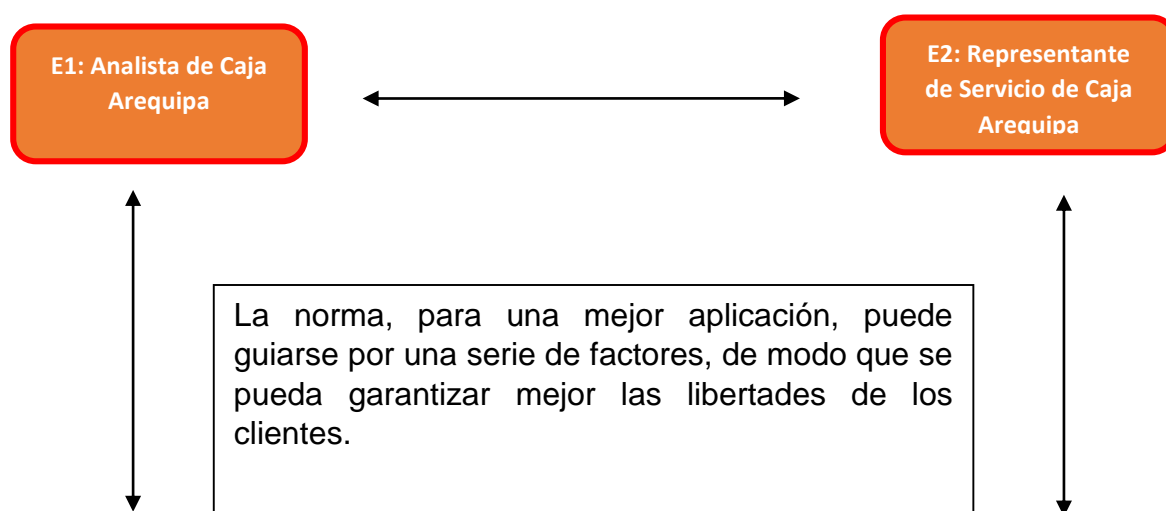 E1: Analista de Caja
Arequipa
E2: Representante
de Servicio de Caja
Arequipa
La norma, para una mejor aplicación, puede
guiarse por una serie de factores, de modo que se
pueda garantizar mejor las libertades de los
clientes.